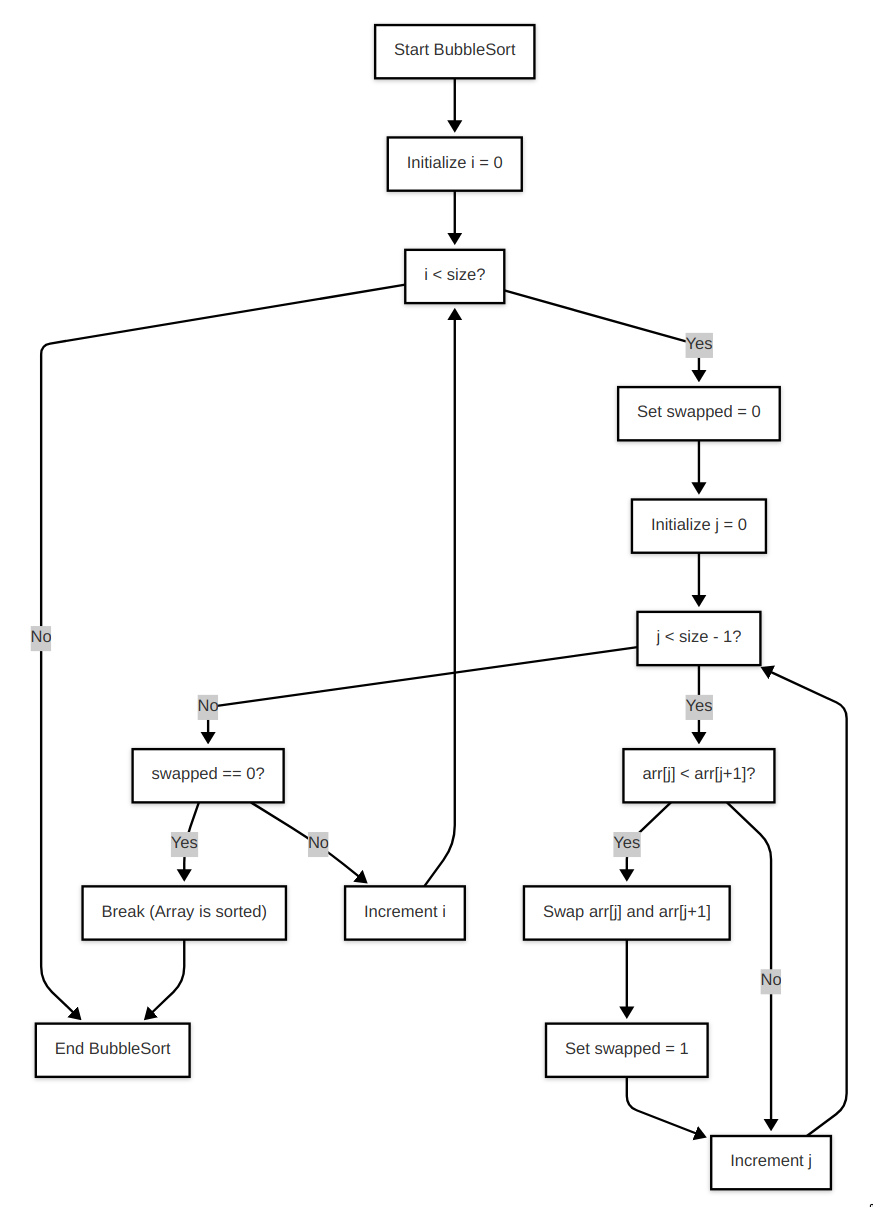 Start BubbleSort
Initialize i = 0
i < size?
Yes
Set swapped = 0
Initialize j = 0
j < size - 1?
No
No
Yes
swapped == 0?
arr[j] < arr[j+1]?
Yes
No
Yes
Break (Array is sorted)
Increment i
Swap arr[j] and arr[j+1]
No
End BubbleSort
Set swapped = 1
Increment j